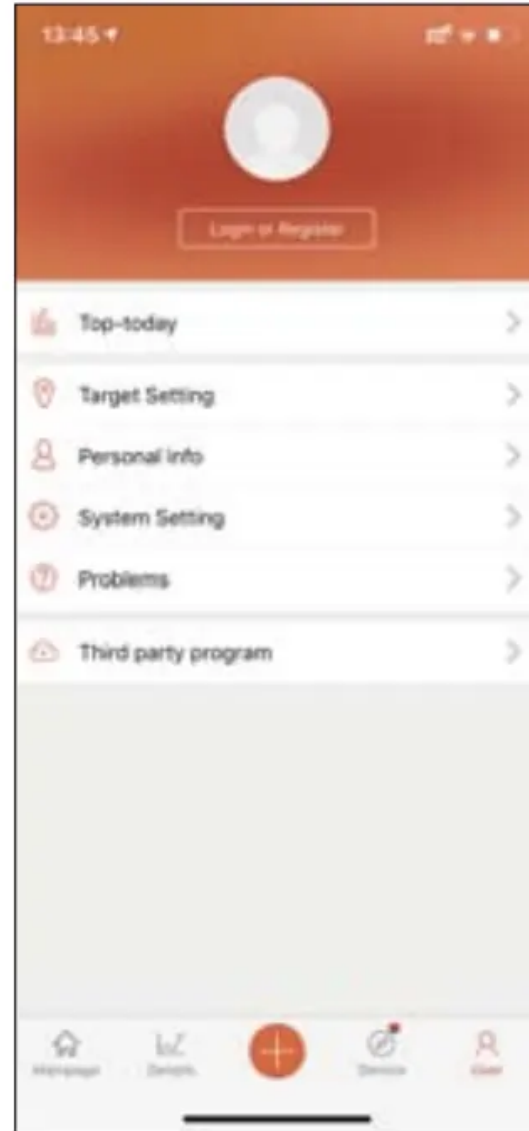 13:45
Login or Register
Top-today
Target Setting
Personal info
System Setting
Problems
Third party program
Mainpage
Details
Device
User